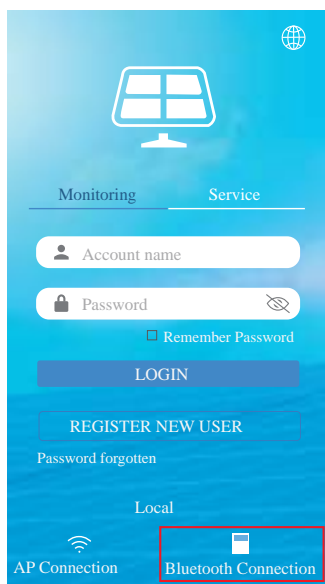 Monitoring Service
Account name
Password
Remember Password
LOGIN
REGISTER NEW USER
Password forgotten
Local
AP Connection Bluetooth Connection